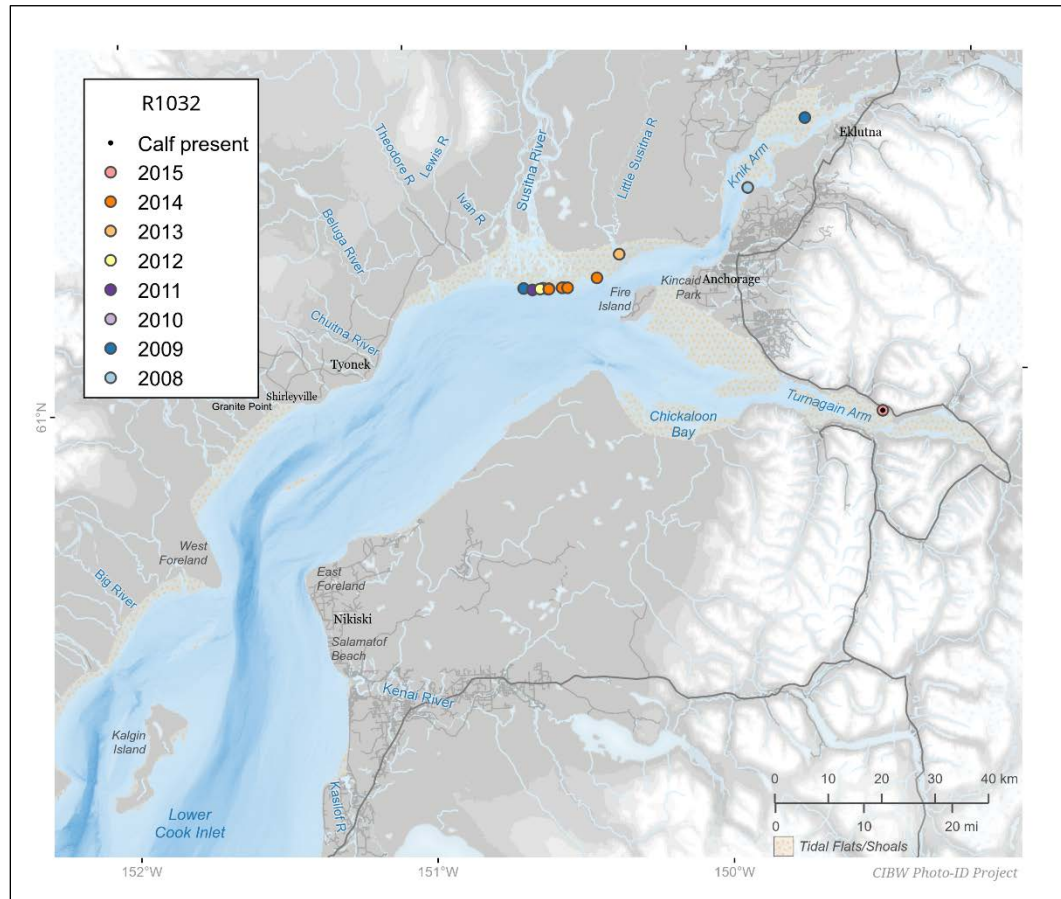 R1032
Calf present
2015
2014
2013
2012
2011
2010
2009
2008
Theodore R
Lewis R
Ivan R
Susitna River
Little Susitna R
Beluga River
Chuitna River
Tyonek
Shirleyville
Granite Point
Knik Arm
Eklutna
Kincaid
Park
Anchorage
Fire
Island
Turnagain Arm
Chickaloon
Bay
61°N
West
Foreland
Big River
East
Foreland
Nikiski
Salamatof
Beach
Kenai River
Kalgin
Island
Kasilof R
Lower
Cook Inlet
0 10 20 30 40 km
0 10 20 mi
Tidal Flats/Shoals
CIBW Photo-ID Project
152°W
151°W
150°W